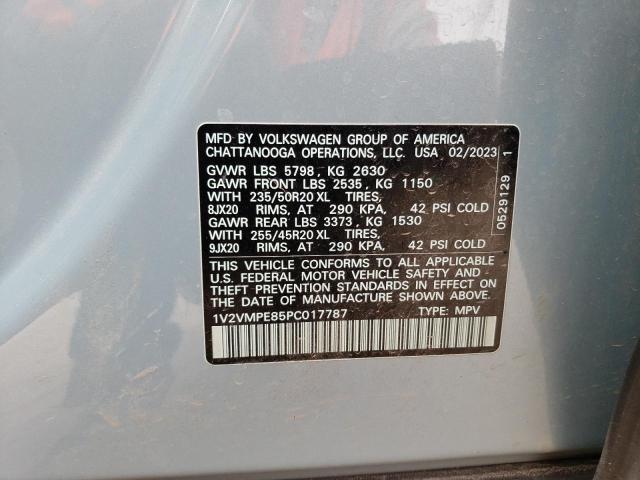 MFD BY VOLKSWAGEN GROUP OF AMERICA
CHATTANOOGA OPERATIONS, LLC. USA 02/2023
GVWR LBS 5798 , KG 2630
GAWR FRONT LBS 2535 , KG 1150
WITH 235/50R20 XL TIRES,
8JX20 RIMS, AT 290 KPA, 42 PSI COLD
GAWR REAR LBS 3373 , KG 1530
WITH 255/45R20 XL TIRES,
9JX20 RIMS, AT 290 KPA, 42 PSI COLD
THIS VEHICLE CONFORMS TO ALL APPLICABLE
U.S. FEDERAL MOTOR VEHICLE SAFETY AND
THEFT PREVENTION STANDARDS IN EFFECT ON
THE DATE OF MANUFACTURE SHOWN ABOVE.
1V2VMPE85PC017787 TYPE: MPV
0529129 1